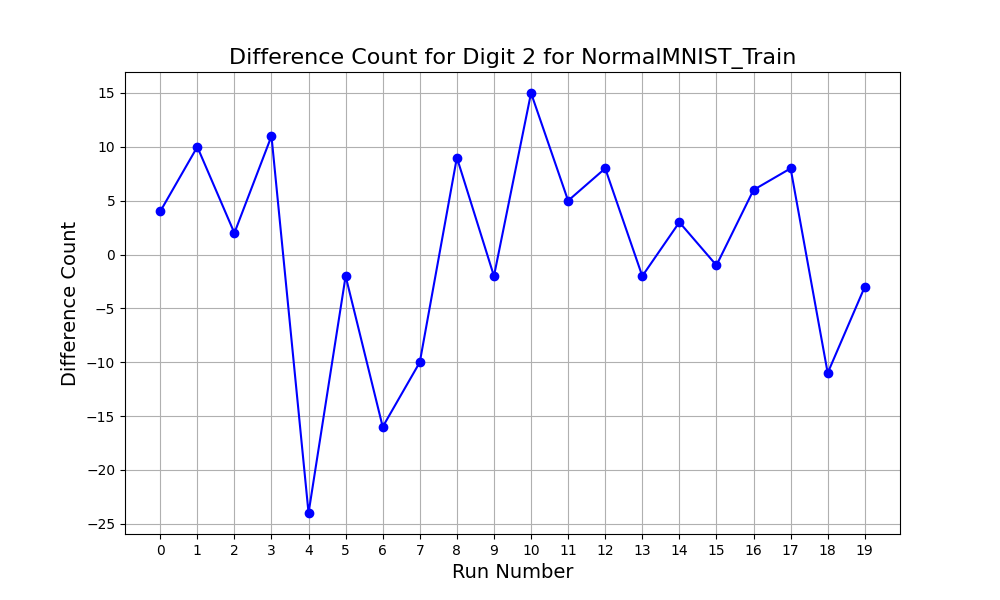 Difference Count for Digit 2 for NormalMNIST_Train
Difference Count
15
10
5
0
−5
−10
−15
−20
−25
0 1 2 3 4 5 6 7 8 9 10 11 12 13 14 15 16 17 18 19
Run Number